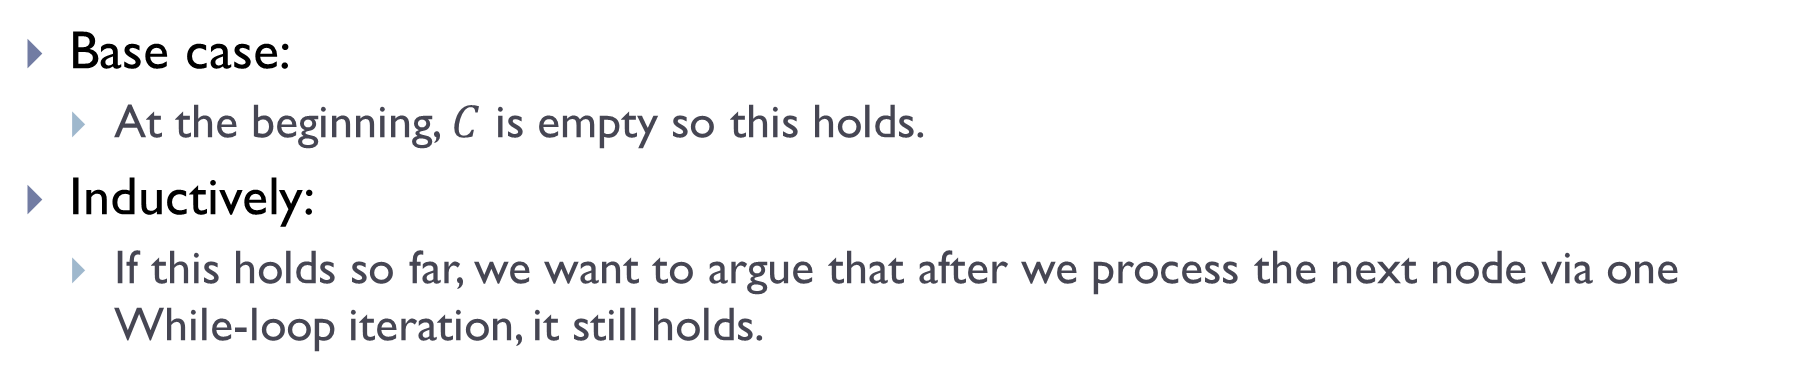 Base case:
At the beginning, C is empty so this holds.
Inductively:
If this holds so far, we want to argue that after we process the next node via one
While-loop iteration, it still holds.